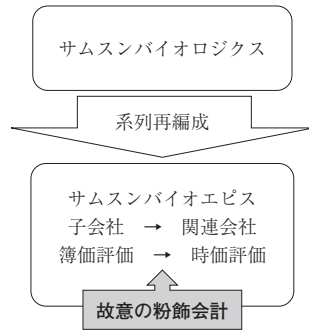 サムスンバイオロジクス
系列再編成
サムスンバイオエピス
子会社 → 関連会社
簿価評価 → 時価評価
故意の粉飾会計